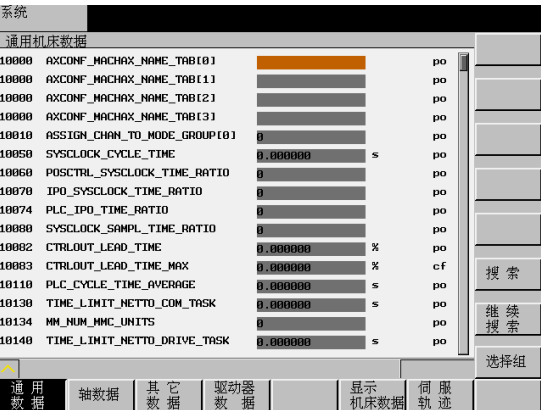 系统
通用机床数据
10000 AXCONF_MACHAX_NAME_TAB[0] po
10000 AXCONF_MACHAX_NAME_TAB[1] po
10000 AXCONF_MACHAX_NAME_TAB[2] po
10000 AXCONF_MACHAX_NAME_TAB[3] po
10010 ASSIGN_CHAN_TO_MODE_GROUP[0] 0 po
10050 SYSCLOCK_CYCLE_TIME 0.000000 s po
10060 POSCTRL_SYSCLOCK_TIME_RATIO 0 po
10070 IPO_SYSCLOCK_TIME_RATIO 0 po
10074 PLC_IPO_TIME_RATIO 0 po
10080 SYSCLOCK_SAMPL_TIME_RATIO 0 po
10082 CTRLOUT_LEAD_TIME 0.000000 % po
10083 CTRLOUT_LEAD_TIME_MAX 0.000000 % cf
10110 PLC_CYCLE_TIME_AVERAGE 0.000000 s po
10130 TIME_LIMIT_NETTO_COM_TASK 0.000000 s po
10134 MM_NUM_MMC_UNITS 0 po
10140 TIME_LIMIT_NETTO_DRIVE_TASK 0.000000 s po
搜 索
继 续
搜 索
选择组
通 用
数 据
轴数据
其 它
数 据
驱动器
数 据
显示
机床数据
伺 服
轨 迹